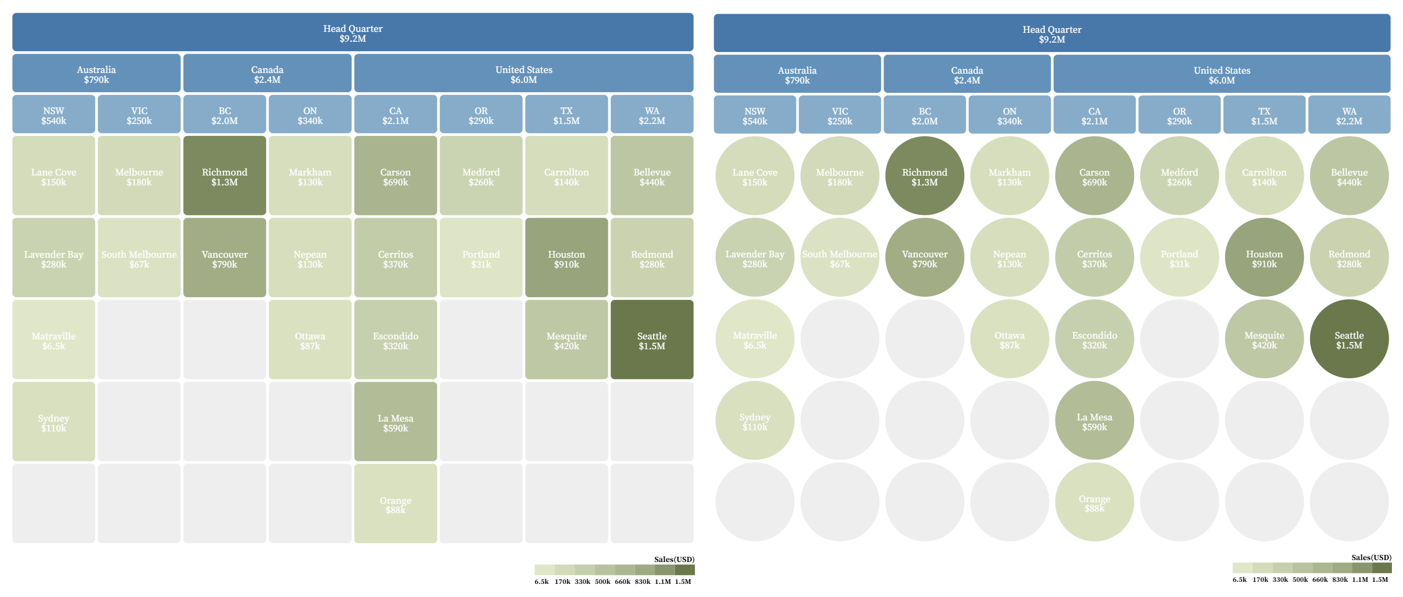 Head Quarter
$9.2M
Australia
$790k
Canada
$2.4M
United States
$6.0M
NSW
$540k
VIC
$250k
BC
$2.0M
ON
$340k
CA
$2.1M
OR
$290k
TX
$1.5M
WA
$2.2M
Lane Cove
$150k
Melbourne
$180k
Richmond
$1.3M
Markham
$130k
Carson
$690k
Medford
$260k
Carrollton
$140k
Bellevue
$440k
Lavender Bay
$280k
South Melbourne
$67k
Vancouver
$790k
Nepean
$130k
Cerritos
$370k
Portland
$31k
Houston
$910k
Redmond
$280k
Matraville
$6.5k
Ottawa
$87k
Escondido
$320k
Mesquite
$420k
Seattle
$1.5M
Sydney
$110k
La Mesa
$590k
Orange
$88k
Sales(USD)
6.5k 170k 330k 500k 660k 830k 1.1M 1.5M
Head Quarter
$9.2M
Australia
$790k
Canada
$2.4M
United States
$6.0M
NSW
$540k
VIC
$250k
BC
$2.0M
ON
$340k
CA
$2.1M
OR
$290k
TX
$1.5M
WA
$2.2M
Lane Cove
$150k
Melbourne
$180k
Richmond
$1.3M
Markham
$130k
Carson
$690k
Medford
$260k
Carrollton
$140k
Bellevue
$440k
Lavender Bay
$280k
South Melbourne
$67k
Vancouver
$790k
Nepean
$130k
Cerritos
$370k
Portland
$31k
Houston
$910k
Redmond
$280k
Matraville
$6.5k
Ottawa
$87k
Escondido
$320k
Mesquite
$420k
Seattle
$1.5M
Sydney
$110k
La Mesa
$590k
Orange
$88k
Sales(USD)
6.5k 170k 330k 500k 660k 830k 1.1M 1.5M